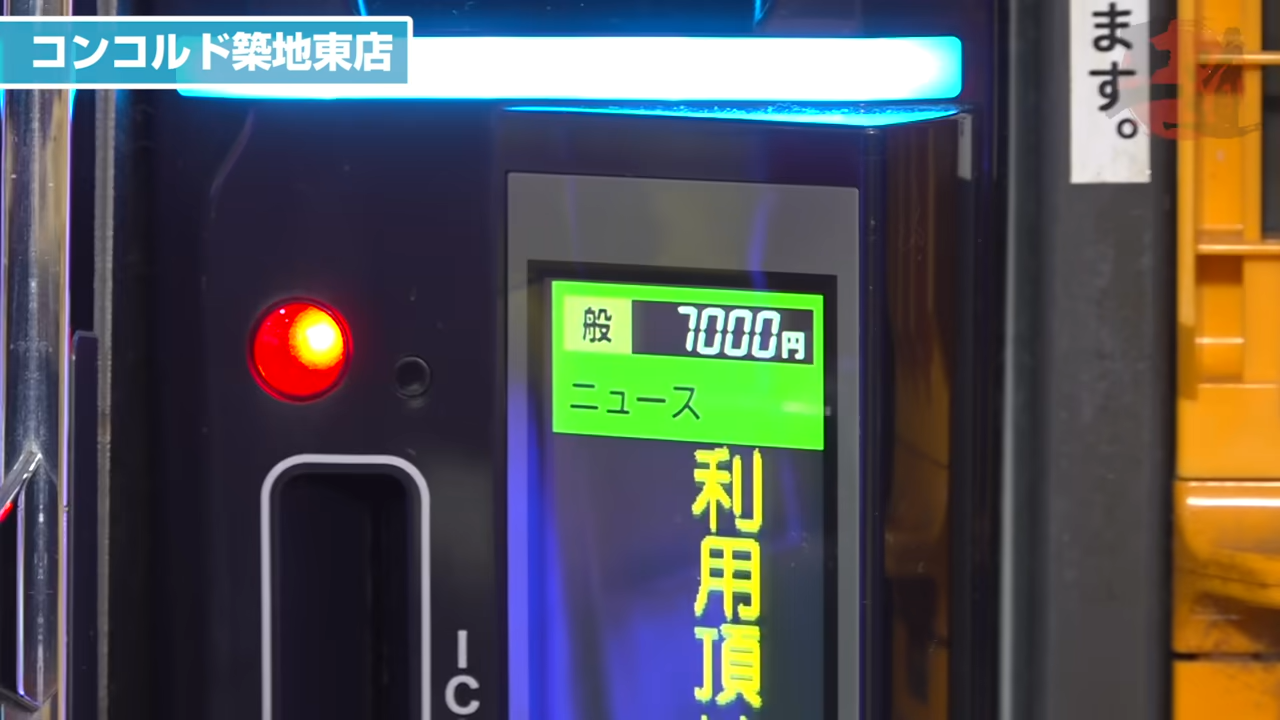 コンコルド築地東店
ます。
般 7000円
ニュース
利用頂
IC